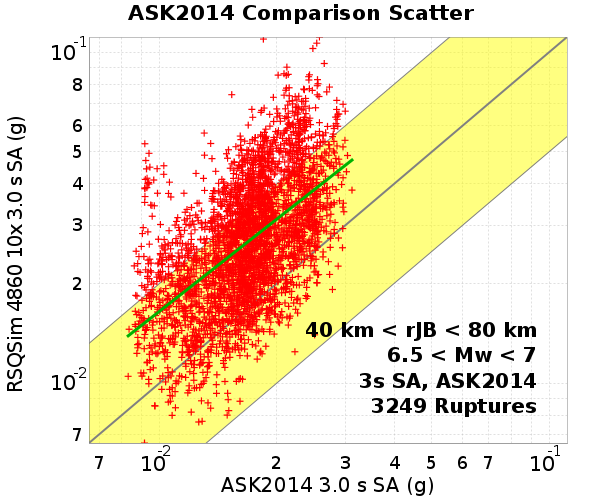 ASK2014 Comparison Scatter
RSQSim 4860 10x 3.0 s SA (g)
10-1
8
6
5
4
3
2
10-2
7
40 km < rJB < 80 km
6.5 < Mw < 7
3s SA, ASK2014
3249 Ruptures
7 10-2 2 3 4 5 6 7 10-1
ASK2014 3.0 s SA (g)